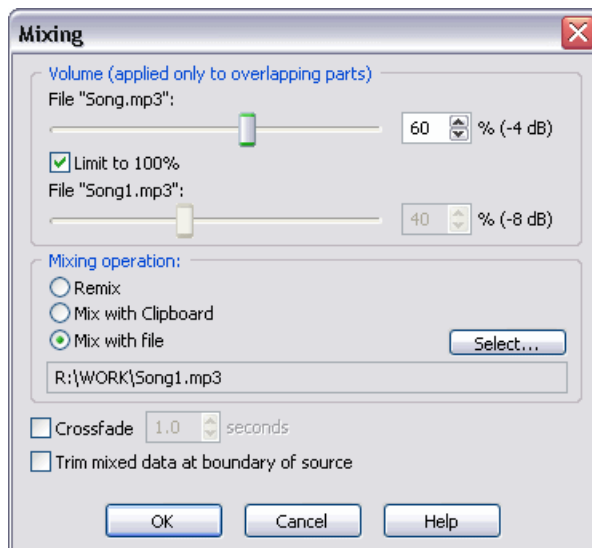 Mixing
Volume (applied only to overlapping parts)
File "Song.mp3":
60 % (-4 dB)
Limit to 100%
File "Song1.mp3":
40 % (-8 dB)
Mixing operation:
Remix
Mix with Clipboard
Mix with file
Select...
R:\WORK\Song1.mp3
Crossfade 1.0 seconds
Trim mixed data at boundary of source
OK Cancel Help